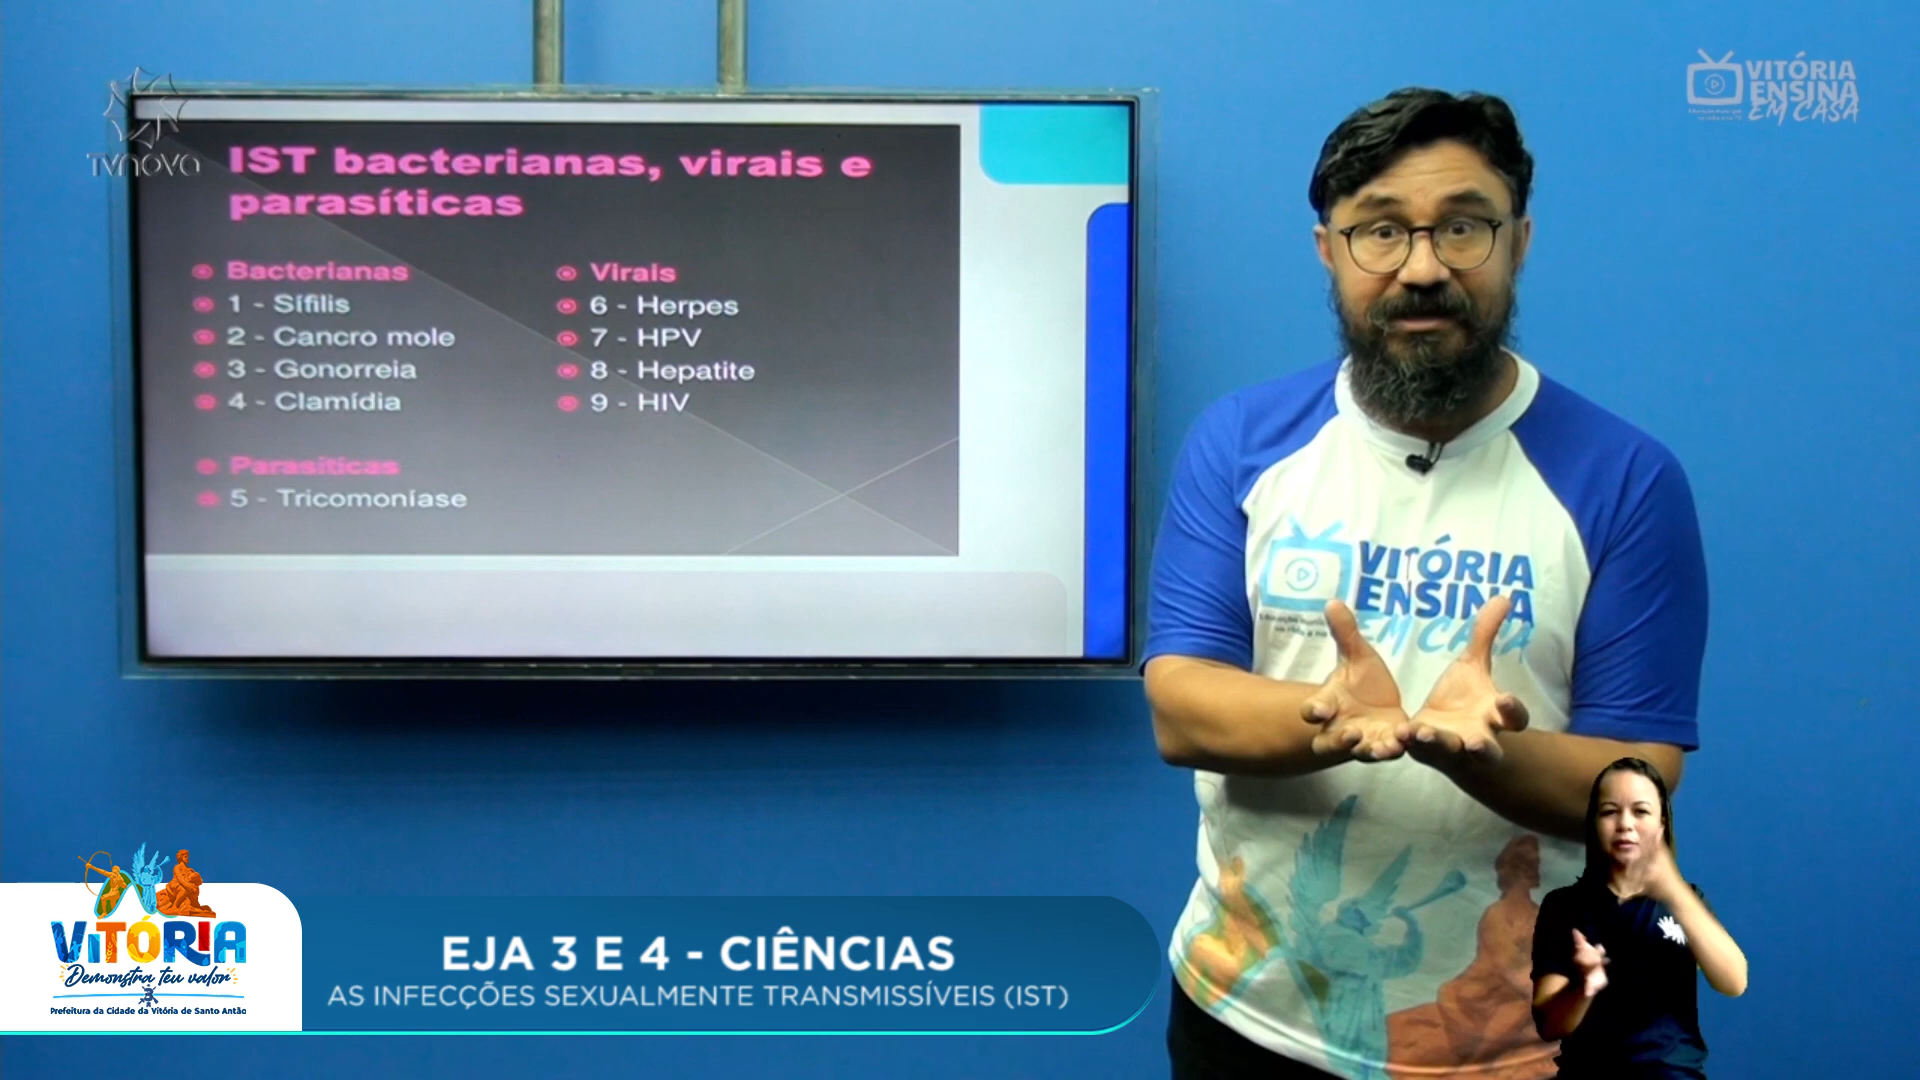 TVNOVA
VITÓRIA
ENSINA
EM CASA
IST bacterianas, virais e
parasíticas
Bacterianas
1 - Sífilis
2 - Cancro mole
3 - Gonorreia
4 - Clamídia
Parasíticas
5 - Tricomoníase
Virais
6 - Herpes
7 - HPV
8 - Hepatite
9 - HIV
VITÓRIA
ENSINA
EM CASA
VITÓRIA
Demonstra teu valor
Prefeitura da Cidade da Vitória de Santo Antão
EJA 3 E 4 - CIÊNCIAS
AS INFECÇÕES SEXUALMENTE TRANSMISSÍVEIS (IST)